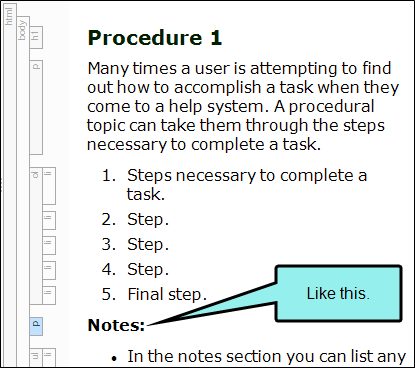 html
body
h1
p
ol
li
li
li
li
li
p
ul
li
Procedure 1
Many times a user is attempting to find
out how to accomplish a task when they
come to a help system. A procedural
topic can take them through the steps
necessary to complete a task.
1. Steps necessary to complete a
task.
2. Step.
3. Step.
4. Step.
5. Final step.
Like this.
Notes:
• In the notes section you can list any